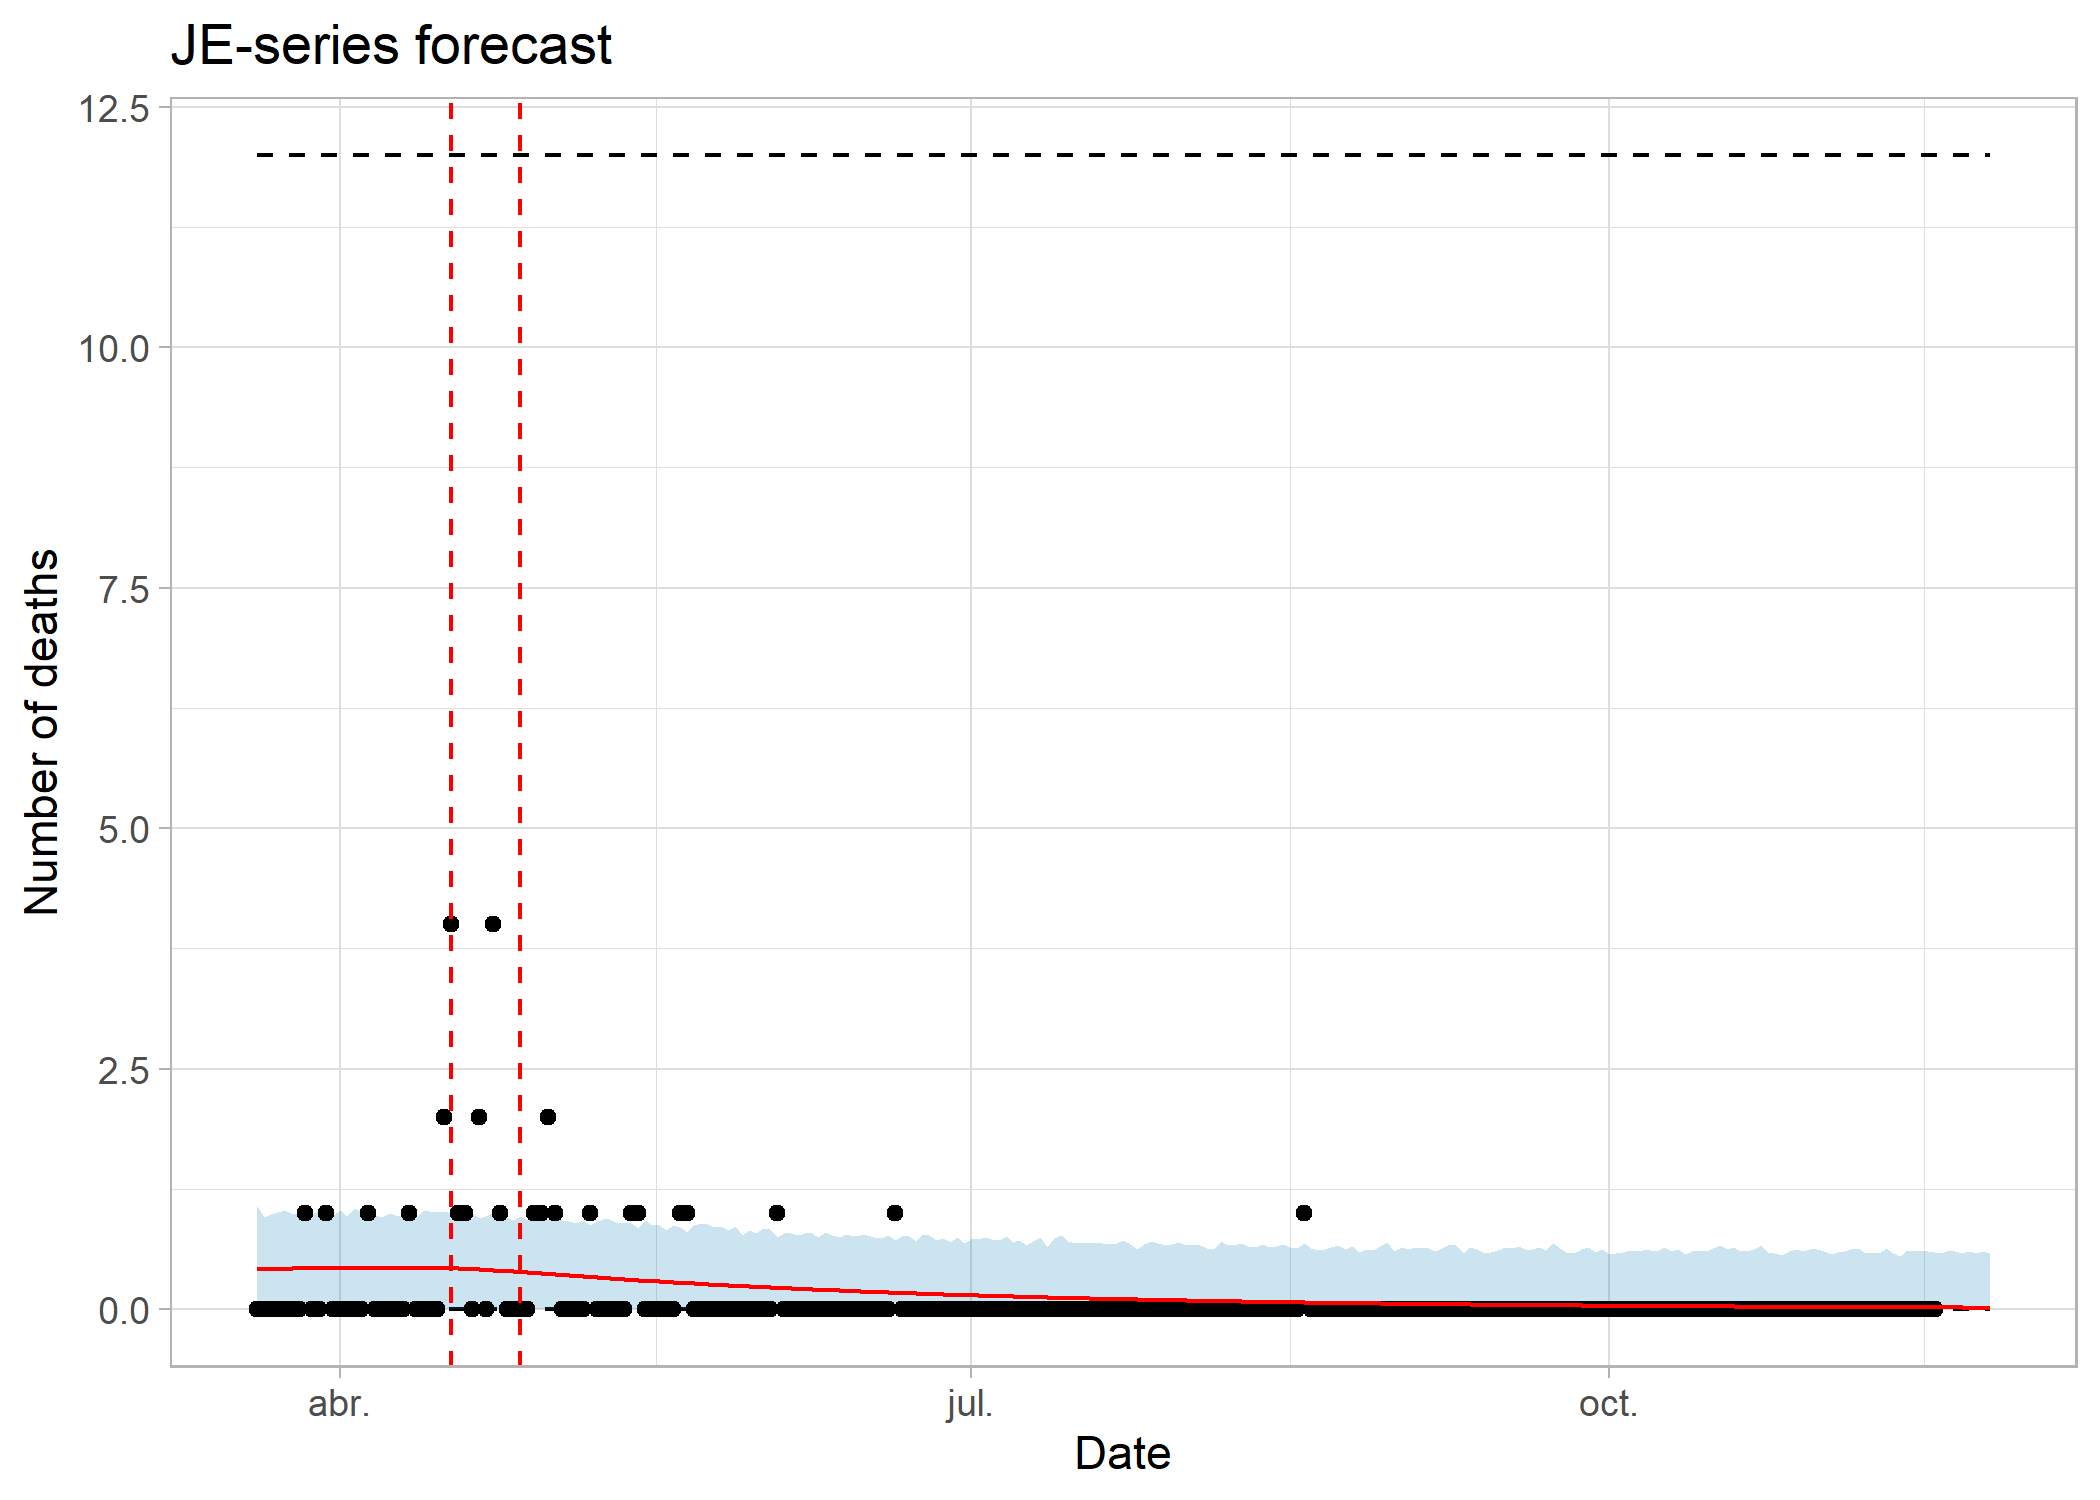 JE-series forecast
12.5
10.0
7.5
5.0
2.5
0.0
Number of deaths
abr.
jul.
oct.
Date